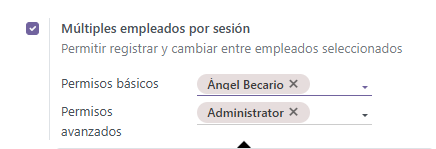 Múltiples empleados por sesión
Permitir registrar y cambiar entre empleados seleccionados
Permisos básicos
Ángel Becario ×
Permisos avanzados
Administrator ×